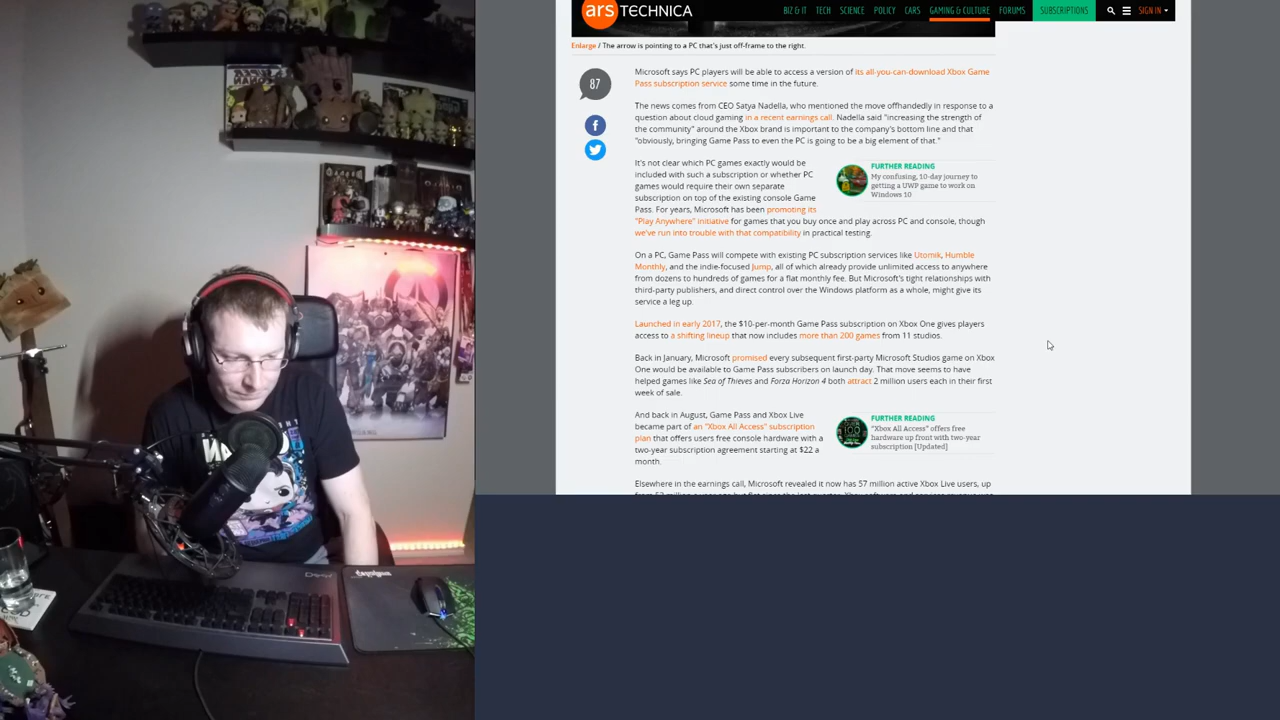 ars TECHNICA
BIZ & IT TECH SCIENCE POLICY CARS GAMING & CULTURE FORUMS SUBSCRIPTIONS SIGN IN
Enlarge / The arrow is pointing to a PC that's just off-frame to the right.
87
Microsoft says PC players will be able to access a version of its all-you-can-download Xbox Game
Pass subscription service some time in the future.
The news comes from CEO Satya Nadella, who mentioned the move offhandedly in response to a
question about cloud gaming in a recent earnings call. Nadella said "increasing the strength of
the community" around the Xbox brand is important to the company's bottom line and that
"obviously, bringing Game Pass to even the PC is going to be a big element of that."
It's not clear which PC games exactly would be
included with such a subscription or whether PC
games would require their own separate
subscription on top of the existing console Game
Pass. For years, Microsoft has been promoting its
"Play Anywhere" initiative for games that you buy once and play across PC and console, though
we've run into trouble with that compatibility in practical testing.
FURTHER READING
My confusing, 10-day journey to
getting a UWP game to work on
Windows 10
On a PC, Game Pass will compete with existing PC subscription services like Utomik, Humble
Monthly, and the indie-focused Jump, all of which already provide unlimited access to anywhere
from dozens to hundreds of games for a flat monthly fee. But Microsoft's tight relationships with
third-party publishers, and direct control over the Windows platform as a whole, might give its
service a leg up.
Launched in early 2017, the $10-per-month Game Pass subscription on Xbox One gives players
access to a shifting lineup that now includes more than 200 games from 11 studios.
Back in January, Microsoft promised every subsequent first-party Microsoft Studios game on Xbox
One would be available to Game Pass subscribers on launch day. That move seems to have
helped games like Sea of Thieves and Forza Horizon 4 both attract 2 million users each in their first
week of sale.
And back in August, Game Pass and Xbox Live
became part of an "Xbox All Access" subscription
plan that offers users free console hardware with a
two-year subscription agreement starting at $22 a
month.
FURTHER READING
"Xbox All Access" offers free
hardware up front with two-year
subscription [Updated]
Elsewhere in the earnings call, Microsoft revealed it now has 57 million active Xbox Live users, up